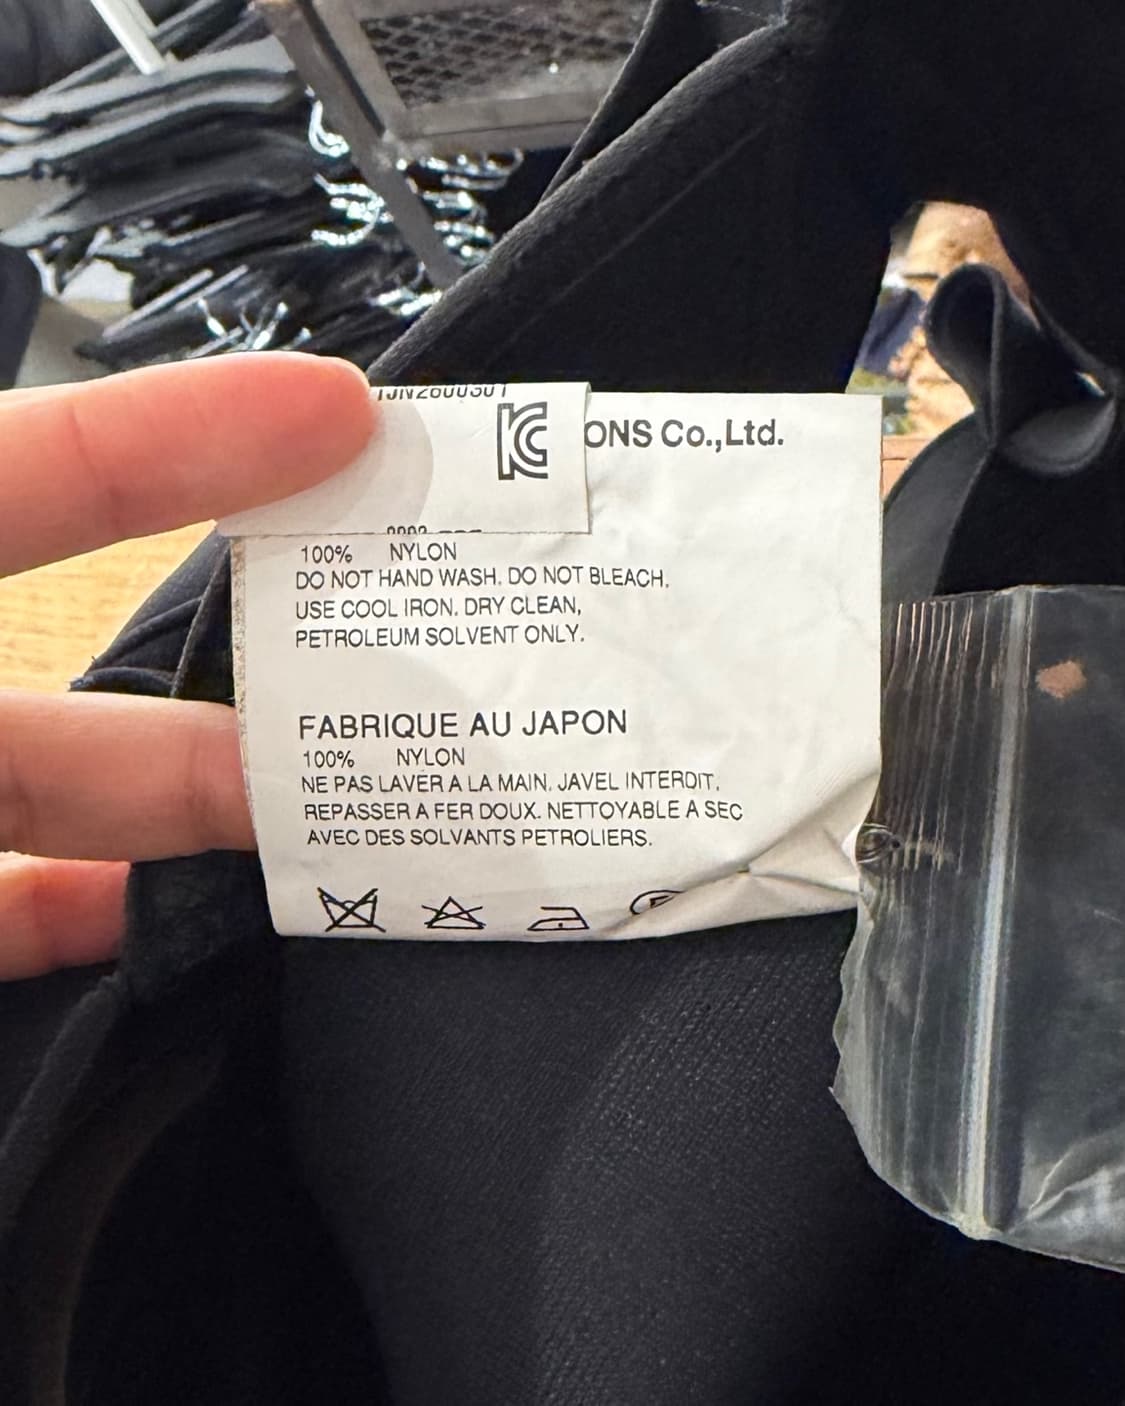 KC
ONS Co.,Ltd.
100% NYLON
DO NOT HAND WASH. DO NOT BLEACH.
USE COOL IRON. DRY CLEAN,
PETROLEUM SOLVENT ONLY.
FABRIQUE AU JAPON
100% NYLON
NE PAS LAVER A LA MAIN. JAVEL INTERDIT.
REPASSER A FER DOUX. NETTOYABLE A SEC
AVEC DES SOLVANTS PETROLIERS.